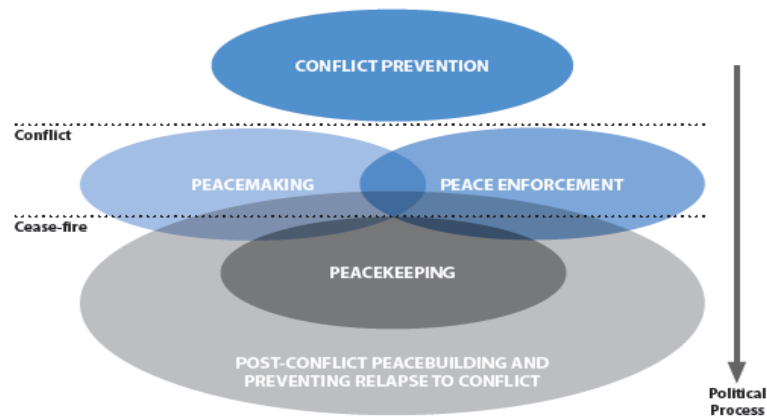 CONFLICT PREVENTION
Conflict
PEACEMAKING
PEACE ENFORCEMENT
Cease-fire
PEACEKEEPING
POST-CONFLICT PEACEBUILDING AND
PREVENTING RELAPSE TO CONFLICT
Political
Process